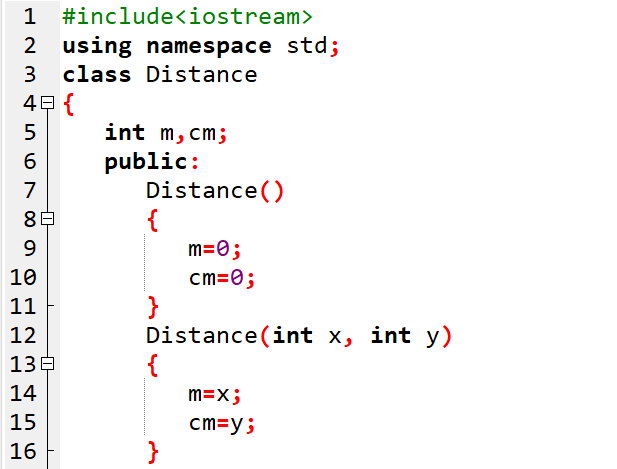 1 #include<iostream>
2 using namespace std;
3 class Distance
4 {
5 int m,cm;
6 public:
7 Distance()
8 {
9 m=0;
10 cm=0;
11 }
12 Distance(int x, int y)
13 {
14 m=x;
15 cm=y;
16 }